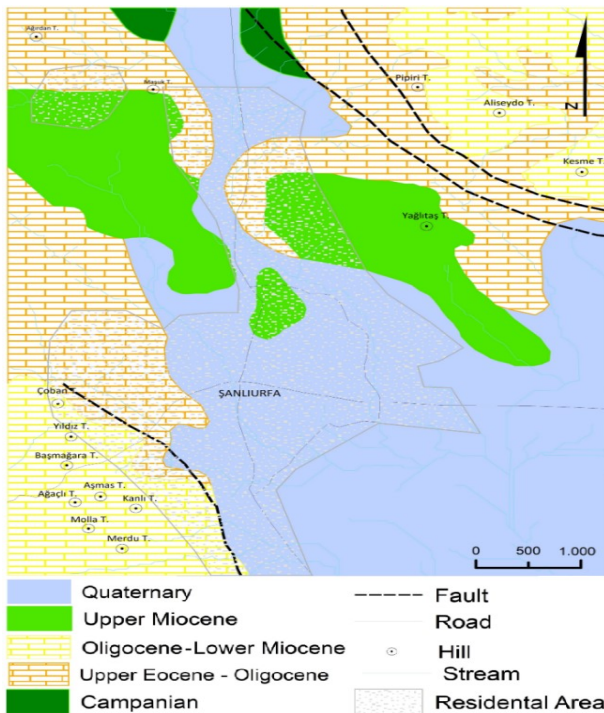 Ağırdan T.
Maşuk T.
Pipiri T.
Aliseydo T.
Z
Kesme T.
Yağlıtaş T.
ŞANLIURFA
Çoban
Yıldız T.
Başmağara T.
Aşmas T.
Ağaçlı T.
Kanlı T.
Molla T.
Merdu T.
0 500 1.000
Quaternary
Upper Miocene
Oligocene-Lower Miocene
Upper Eocene - Oligocene
Campanian
Fault
Road
Hill
Stream
Residental Area